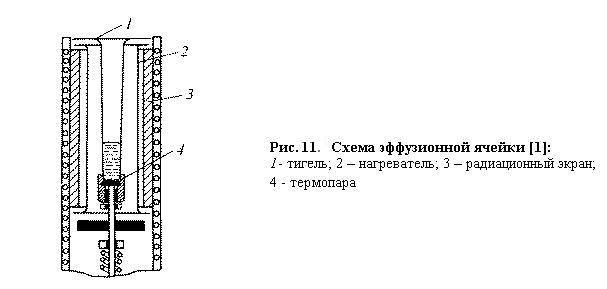 1
2
3
4
Рис. 11. Схема эффузионной ячейки [1]:
1- тигель; 2 – нагреватель; 3 – радиационный экран;
4 - термопара